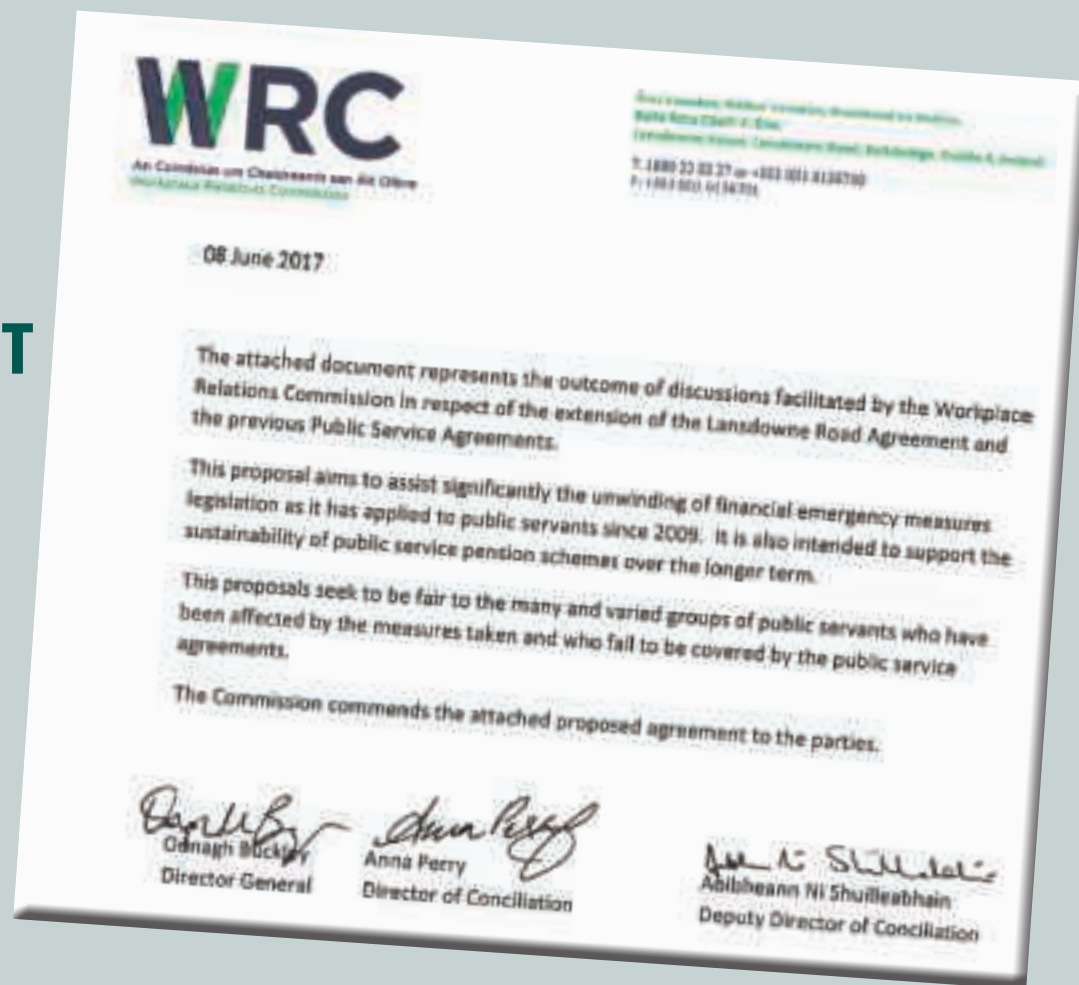 WRC
An Coimisiún um Chaidreamh san Áit Oibre
Workplace Relations Commission
T
08 June 2017
The attached document represents the outcome of discussions facilitated by the Workplace
Relations Commission in respect of the extension of the Lansdowne Road Agreement and
the previous Public Service Agreements.
This proposal aims to assist significantly the unwinding of financial emergency measures
legislation as it has applied to public servants since 2009. It is also intended to support the
sustainability of public service pension schemes over the longer term.
This proposals seek to be fair to the many and varied groups of public servants who have
been affected by the measures taken and who fall to be covered by the public service
agreements.
The Commission commends the attached proposed agreement to the parties.
Oonagh Buckley
Director General
Anna Perry
Director of Conciliation
Aoibheann Ni Shuilleabhain
Deputy Director of Conciliation